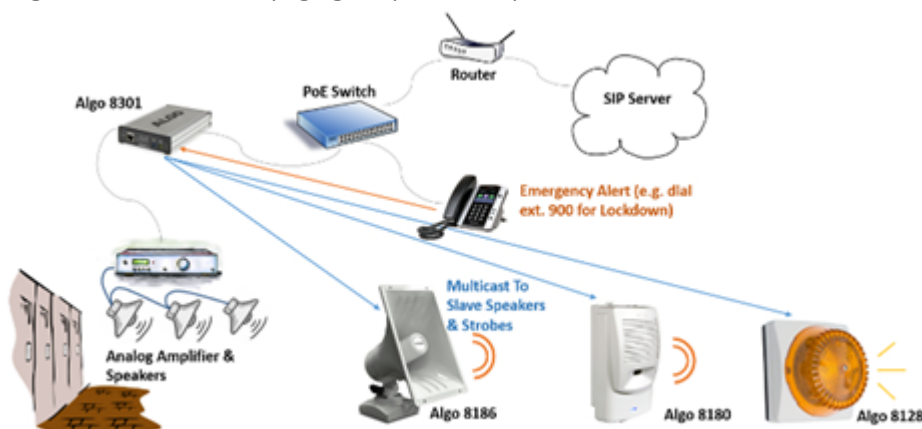 Router
PoE Switch
SIP Server
Algo 8301
ALGO
Emergency Alert (e.g. dial
ext. 900 for Lockdown)
Multicast To
Slave Speakers
& Strobes
Analog Amplifier &
Speakers
Algo 8186
Algo 8180
Algo 8128